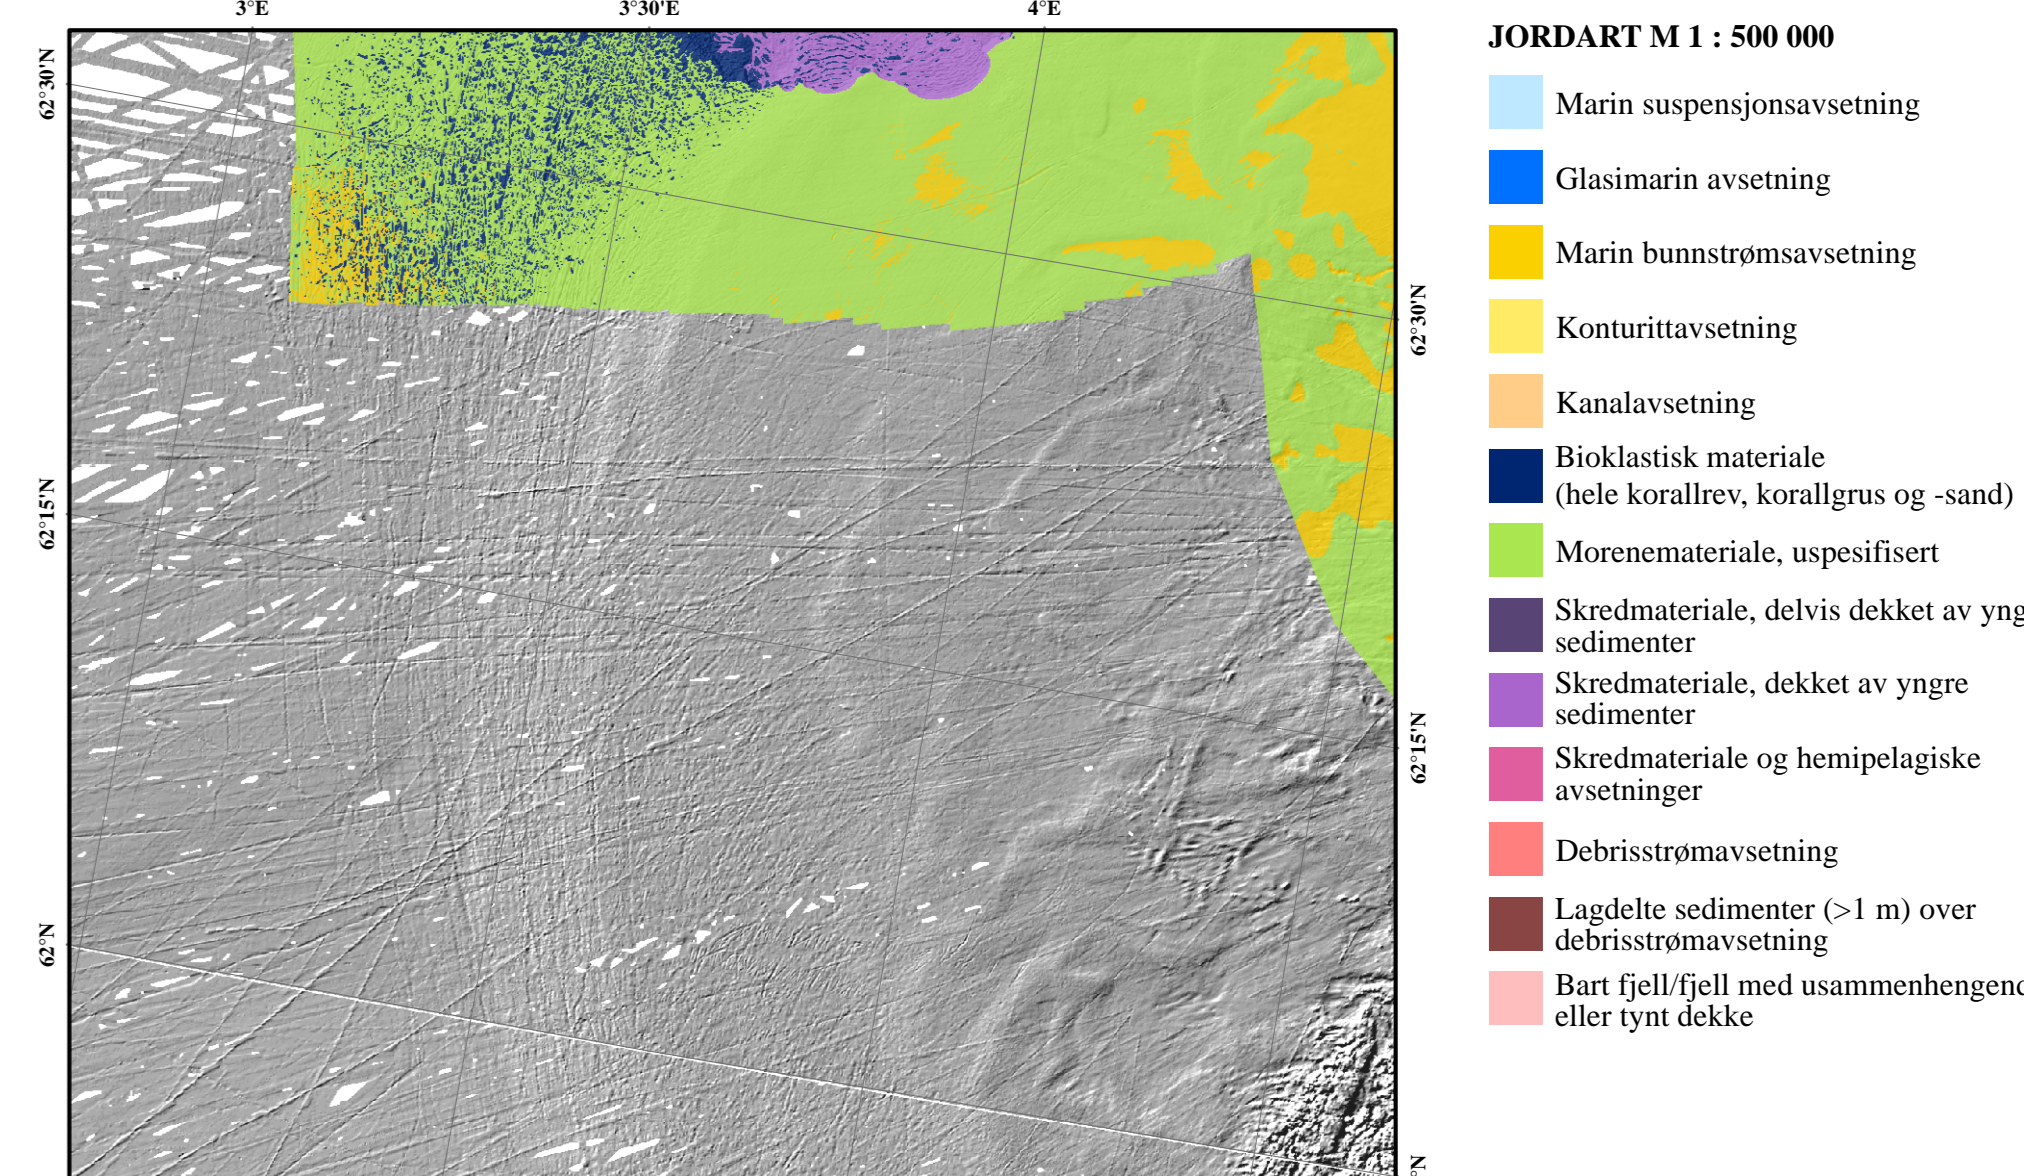 3°E
3°30'E
4°E
62°30'N
62°15'N
62°N
62°30'N
62°15'N
°N
JORDART M 1 : 500 000
Marin suspensjonsavsetning
Glasimarin avsetning
Marin bunnstrømsavsetning
Konturittavsetning
Kanalavsetning
Bioklastisk materiale
(hele korallrev, korallgrus og -sand)
Morenemateriale, uspesifisert
Skredmateriale, delvis dekket av yng
sedimenter
Skredmateriale, dekket av yngre
sedimenter
Skredmateriale og hemipelagiske
avsetninger
Debrisstrømavsetning
Lagdelte sedimenter (>1 m) over
debrisstrømavsetning
Bart fjell/fjell med usammenhengend
eller tynt dekke